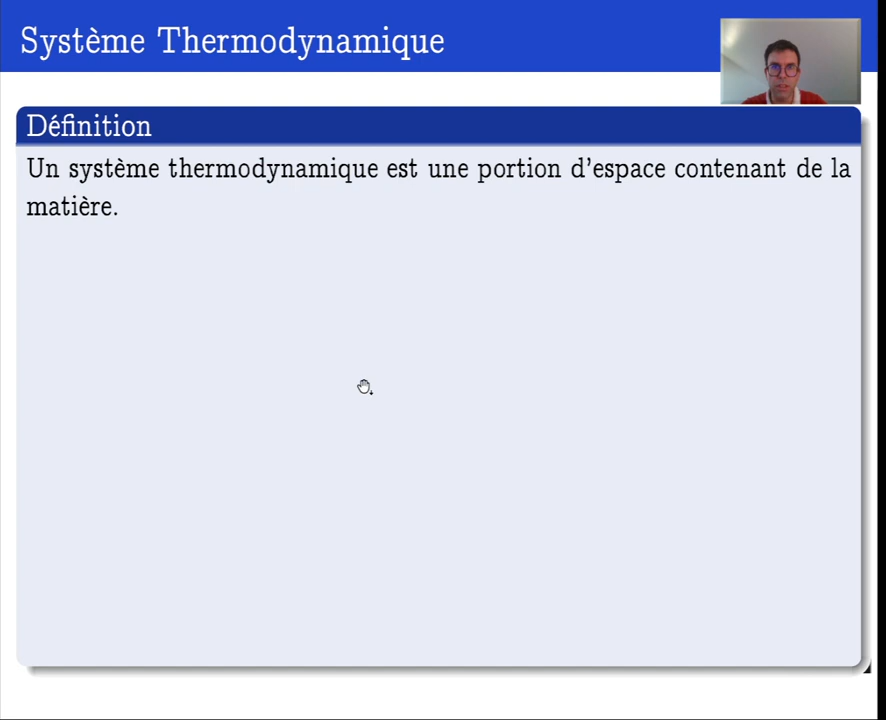 Système Thermodynamique
Définition
Un système thermodynamique est une portion d'espace contenant de la
matière.